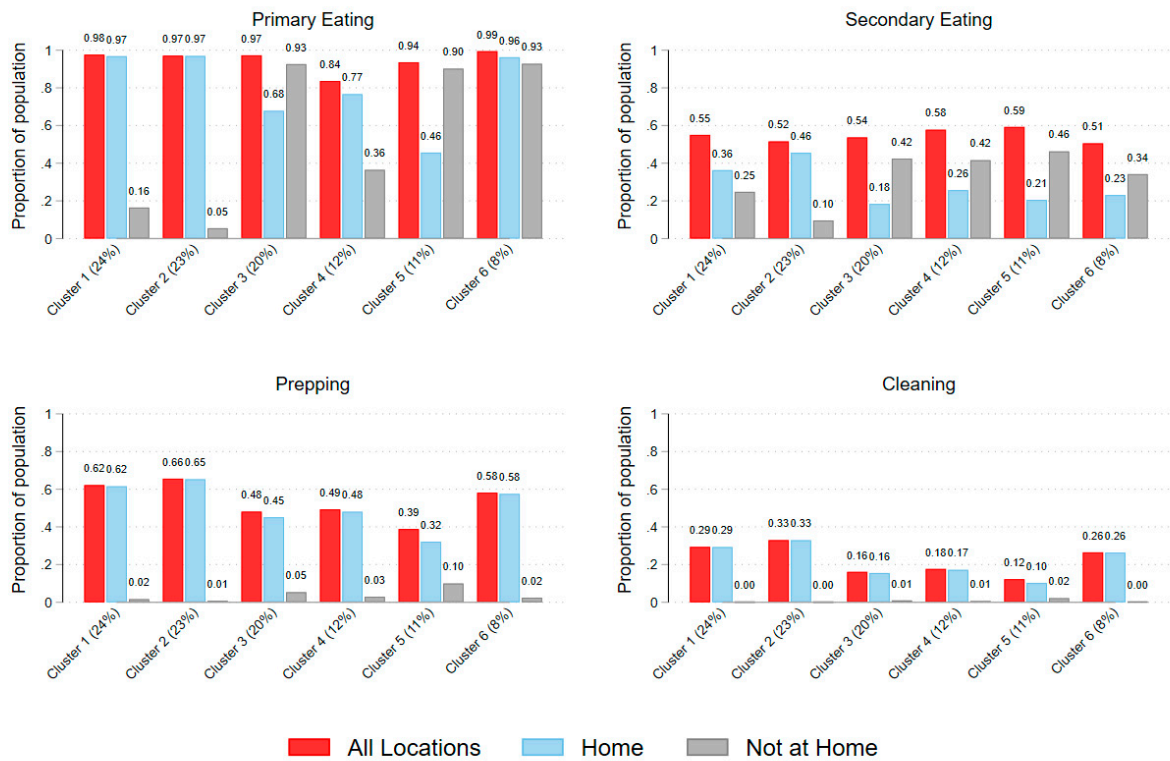 Primary Eating
Proportion of population
1
.8
.6
.4
.2
0
0.98 0.97 0.16
0.97 0.97 0.05
0.97 0.68 0.93
0.84 0.77 0.36
0.94 0.46 0.90
0.99 0.96 0.93
Cluster 1 (24%)
Cluster 2 (23%)
Cluster 3 (20%)
Cluster 4 (12%)
Cluster 5 (11%)
Cluster 6 (8%)
Secondary Eating
Proportion of population
1
.8
.6
.4
.2
0
0.55 0.36 0.25
0.52 0.46 0.10
0.54 0.18 0.42
0.58 0.26 0.42
0.59 0.21 0.46
0.51 0.23 0.34
Cluster 1 (24%)
Cluster 2 (23%)
Cluster 3 (20%)
Cluster 4 (12%)
Cluster 5 (11%)
Cluster 6 (8%)
Prepping
Proportion of population
1
.8
.6
.4
.2
0
0.62 0.62 0.02
0.66 0.65 0.01
0.48 0.45 0.05
0.49 0.48 0.03
0.39 0.32 0.10
0.58 0.58 0.02
Cluster 1 (24%)
Cluster 2 (23%)
Cluster 3 (20%)
Cluster 4 (12%)
Cluster 5 (11%)
Cluster 6 (8%)
Cleaning
Proportion of population
1
.8
.6
.4
.2
0
0.29 0.29 0.00
0.33 0.33 0.00
0.16 0.16 0.01
0.18 0.17 0.01
0.12 0.10 0.02
0.26 0.26 0.00
Cluster 1 (24%)
Cluster 2 (23%)
Cluster 3 (20%)
Cluster 4 (12%)
Cluster 5 (11%)
Cluster 6 (8%)
All Locations Home Not at Home